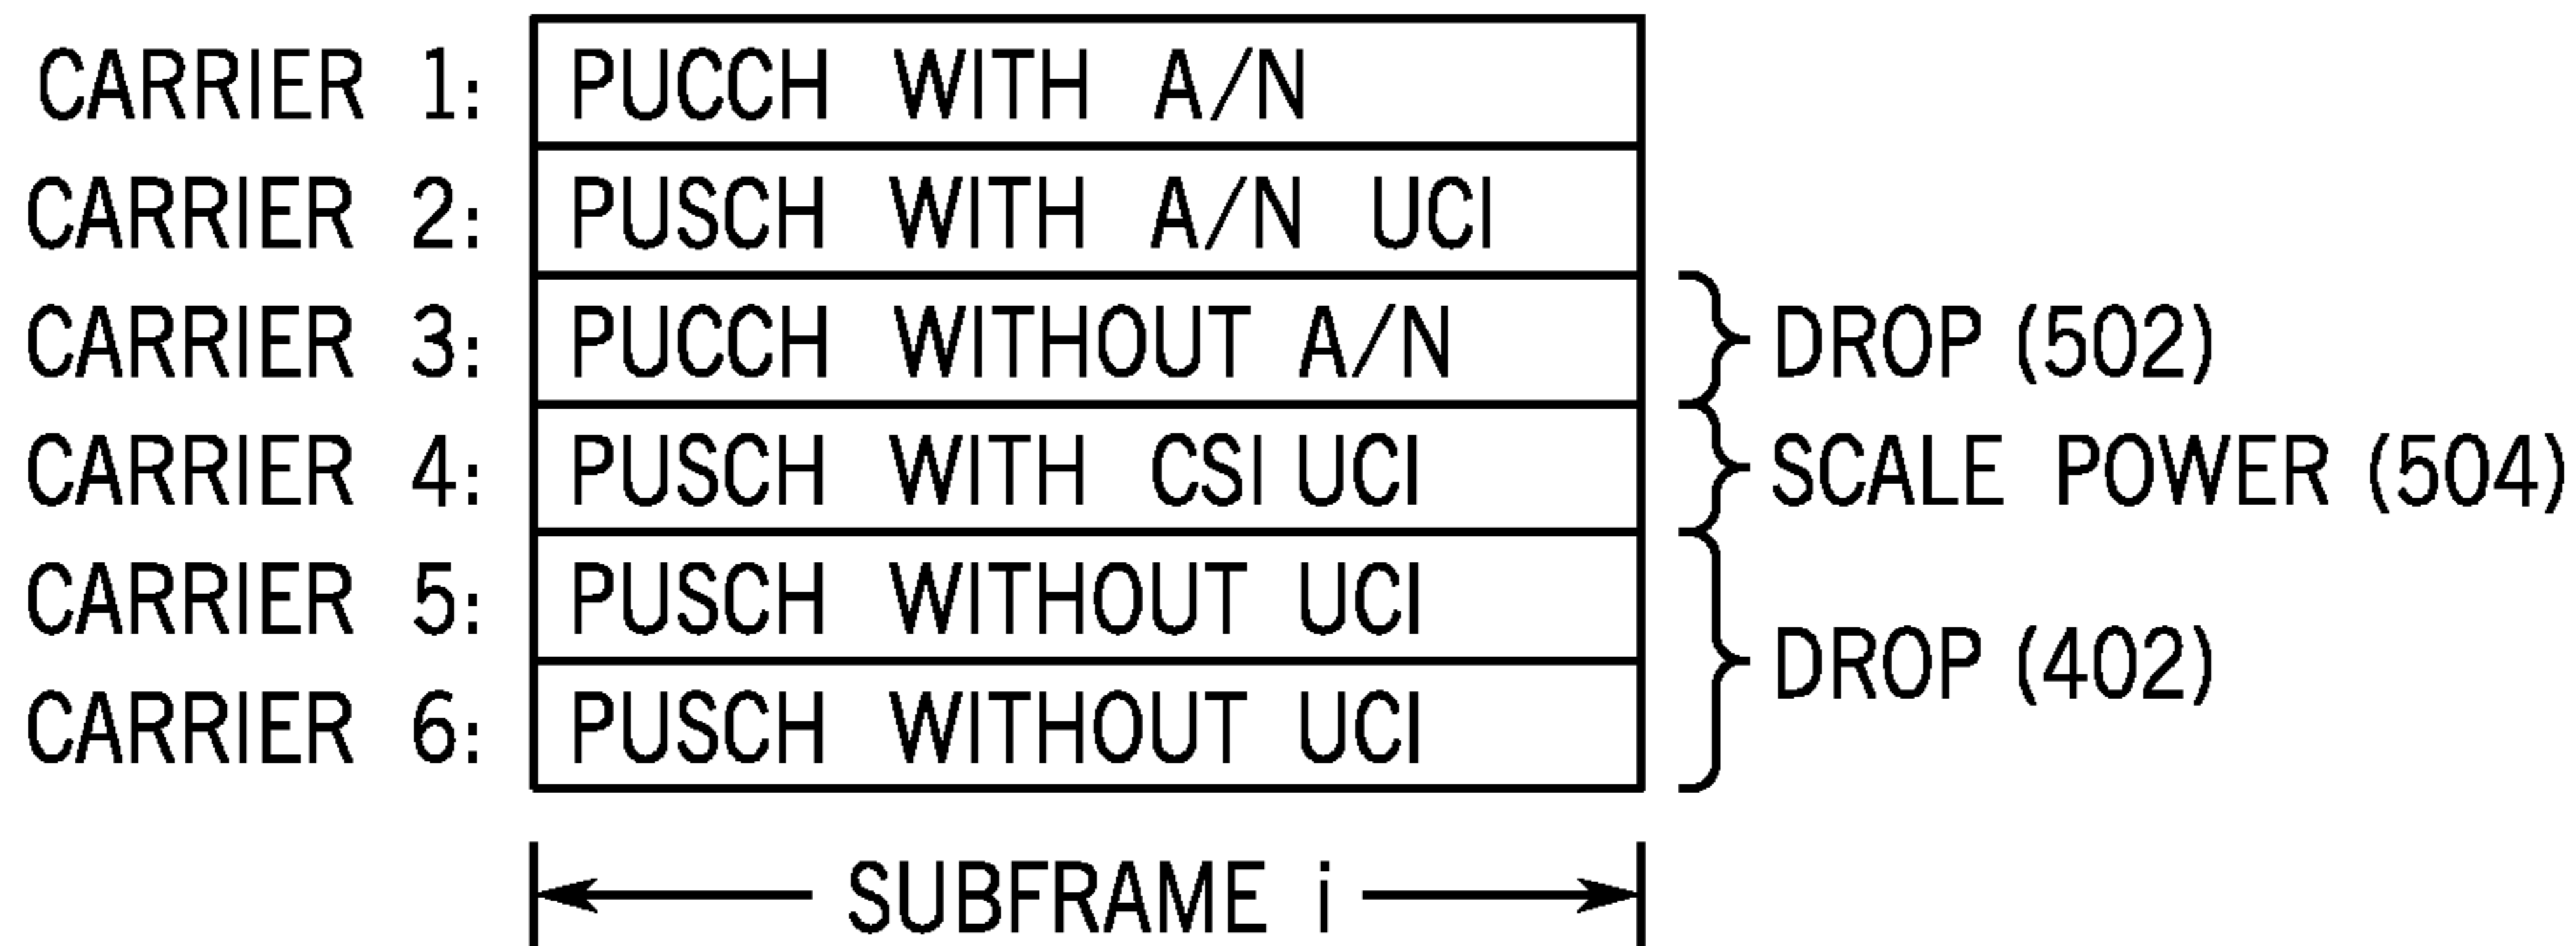 CARRIER 1: PUCCH WITH A/N
CARRIER 2: PUSCH WITH A/N UCI
CARRIER 3: PUCCH WITHOUT A/N DROP (502)
CARRIER 4: PUSCH WITH CSI UCI SCALE POWER (504)
CARRIER 5: PUSCH WITHOUT UCI
DROP (402)
CARRIER 6: PUSCH WITHOUT UCI
SUBFRAME i